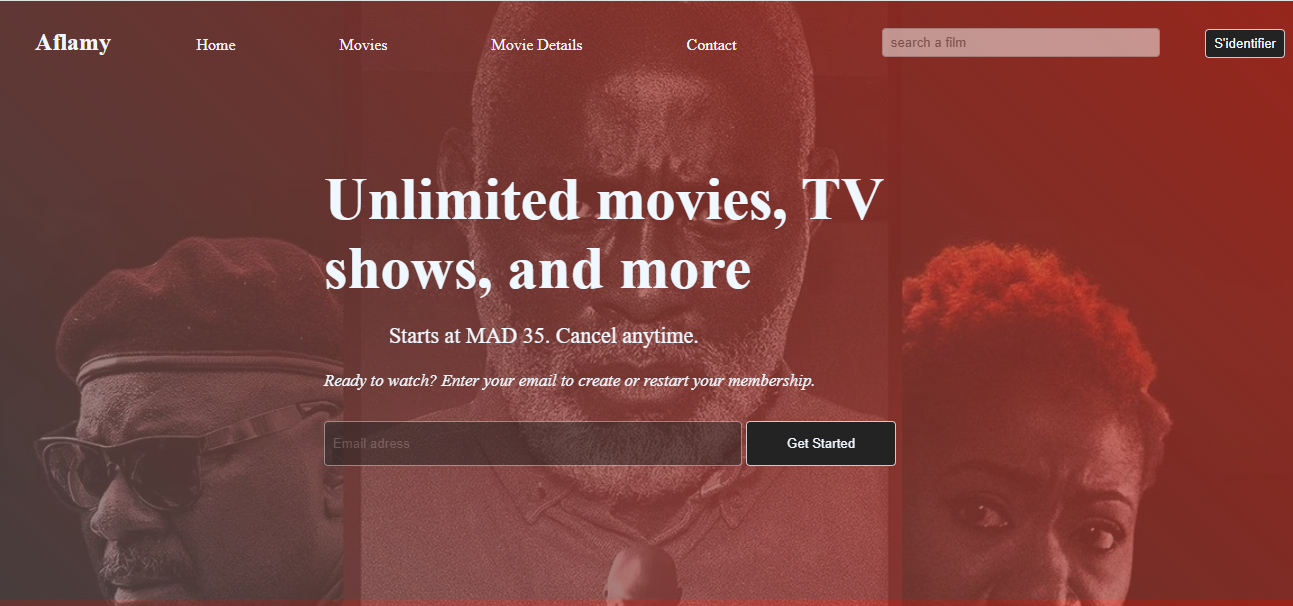 Aflamy
Home
Movies
Movie Details
Contact
search a film
S'identifier
Unlimited movies, TV
shows, and more
Starts at MAD 35. Cancel anytime.
Ready to watch? Enter your email to create or restart your membership.
Email adress
Get Started